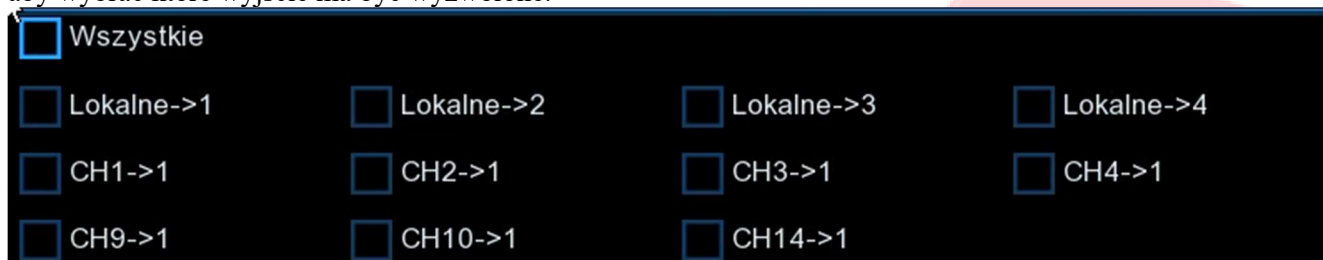 Wszystkie
Lokalne->1 Lokalne->2 Lokalne->3 Lokalne->4
CH1->1 CH2->1 CH3->1 CH4->1
CH9->1 CH10->1 CH14->1